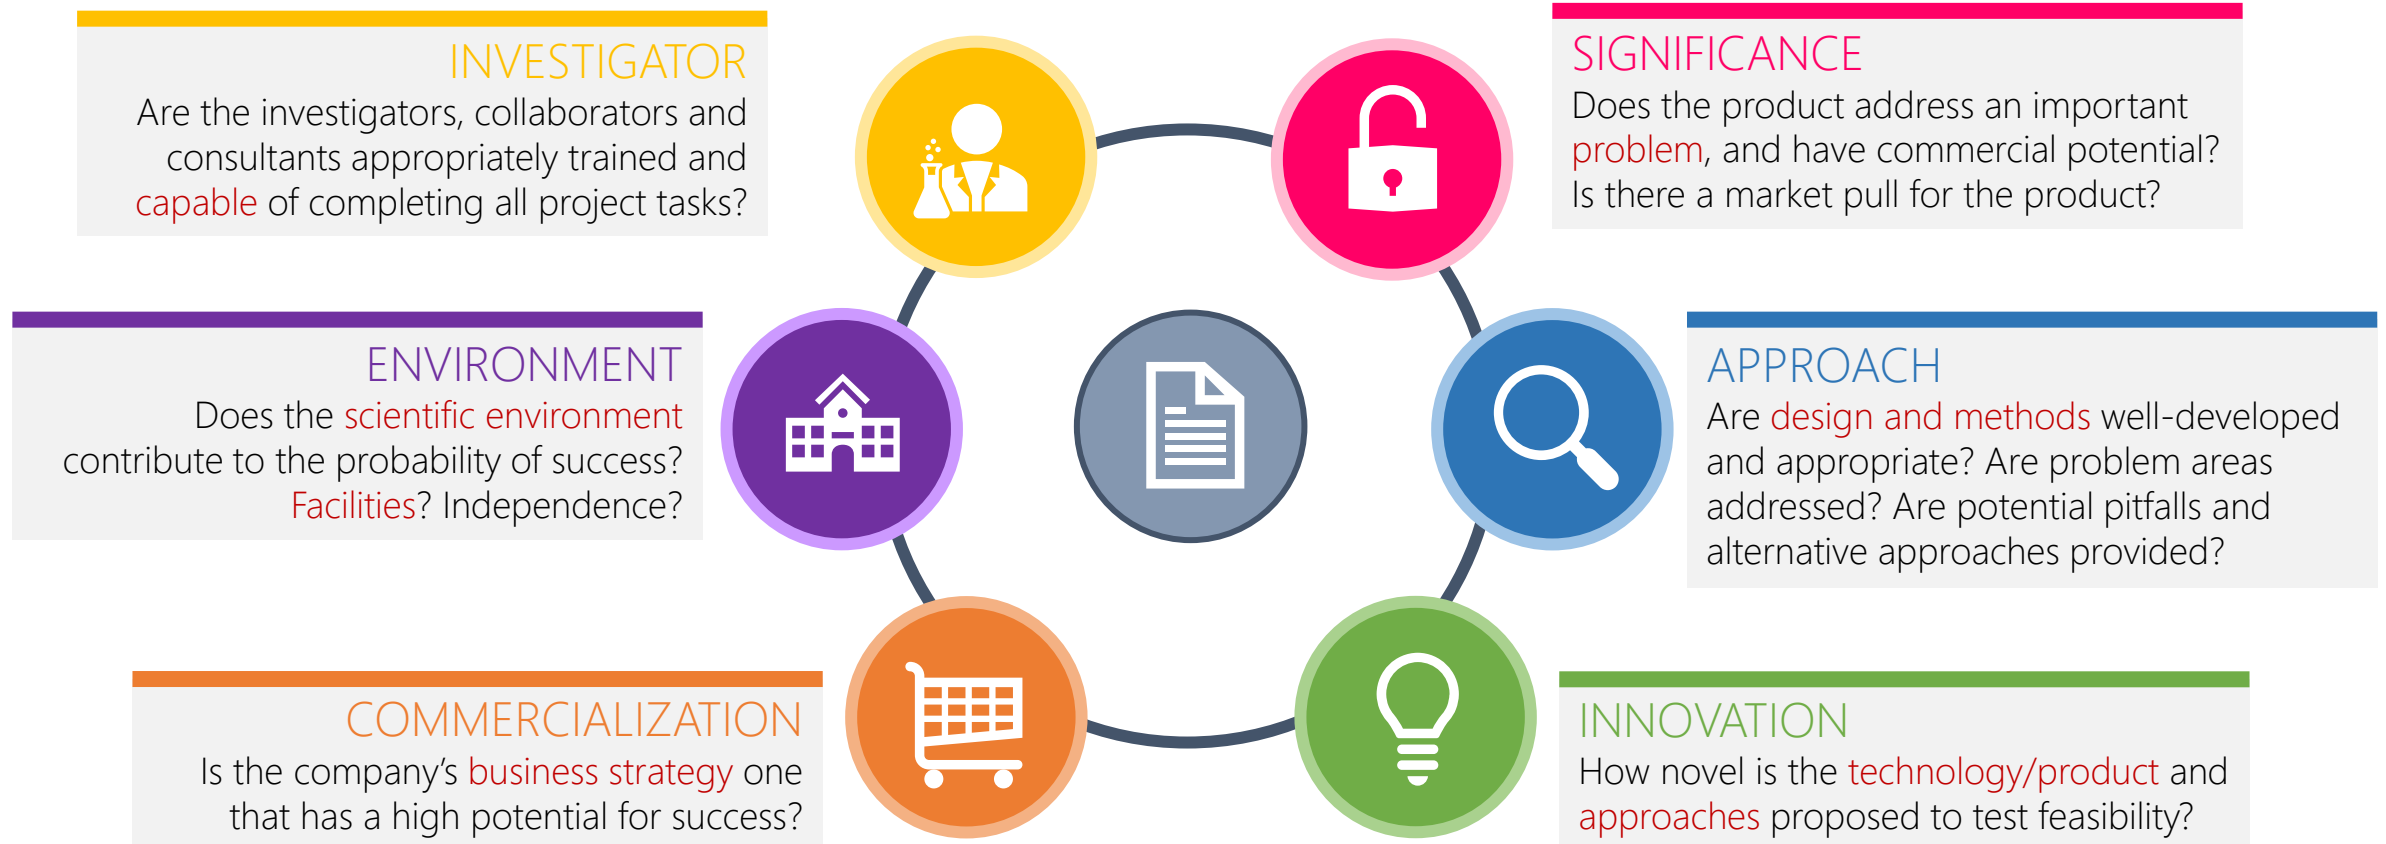 INVESTIGATOR
Are the investigators, collaborators and
consultants appropriately trained and
capable of completing all project tasks?
SIGNIFICANCE
Does the product address an important
problem, and have commercial potential?
Is there a market pull for the product?
ENVIRONMENT
Does the scientific environment
contribute to the probability of success?
Facilities? Independence?
APPROACH
Are design and methods well-developed
and appropriate? Are problem areas
addressed? Are potential pitfalls and
alternative approaches provided?
COMMERCIALIZATION
Is the company’s business strategy one
that has a high potential for success?
INNOVATION
How novel is the technology/product and
approaches proposed to test feasibility?